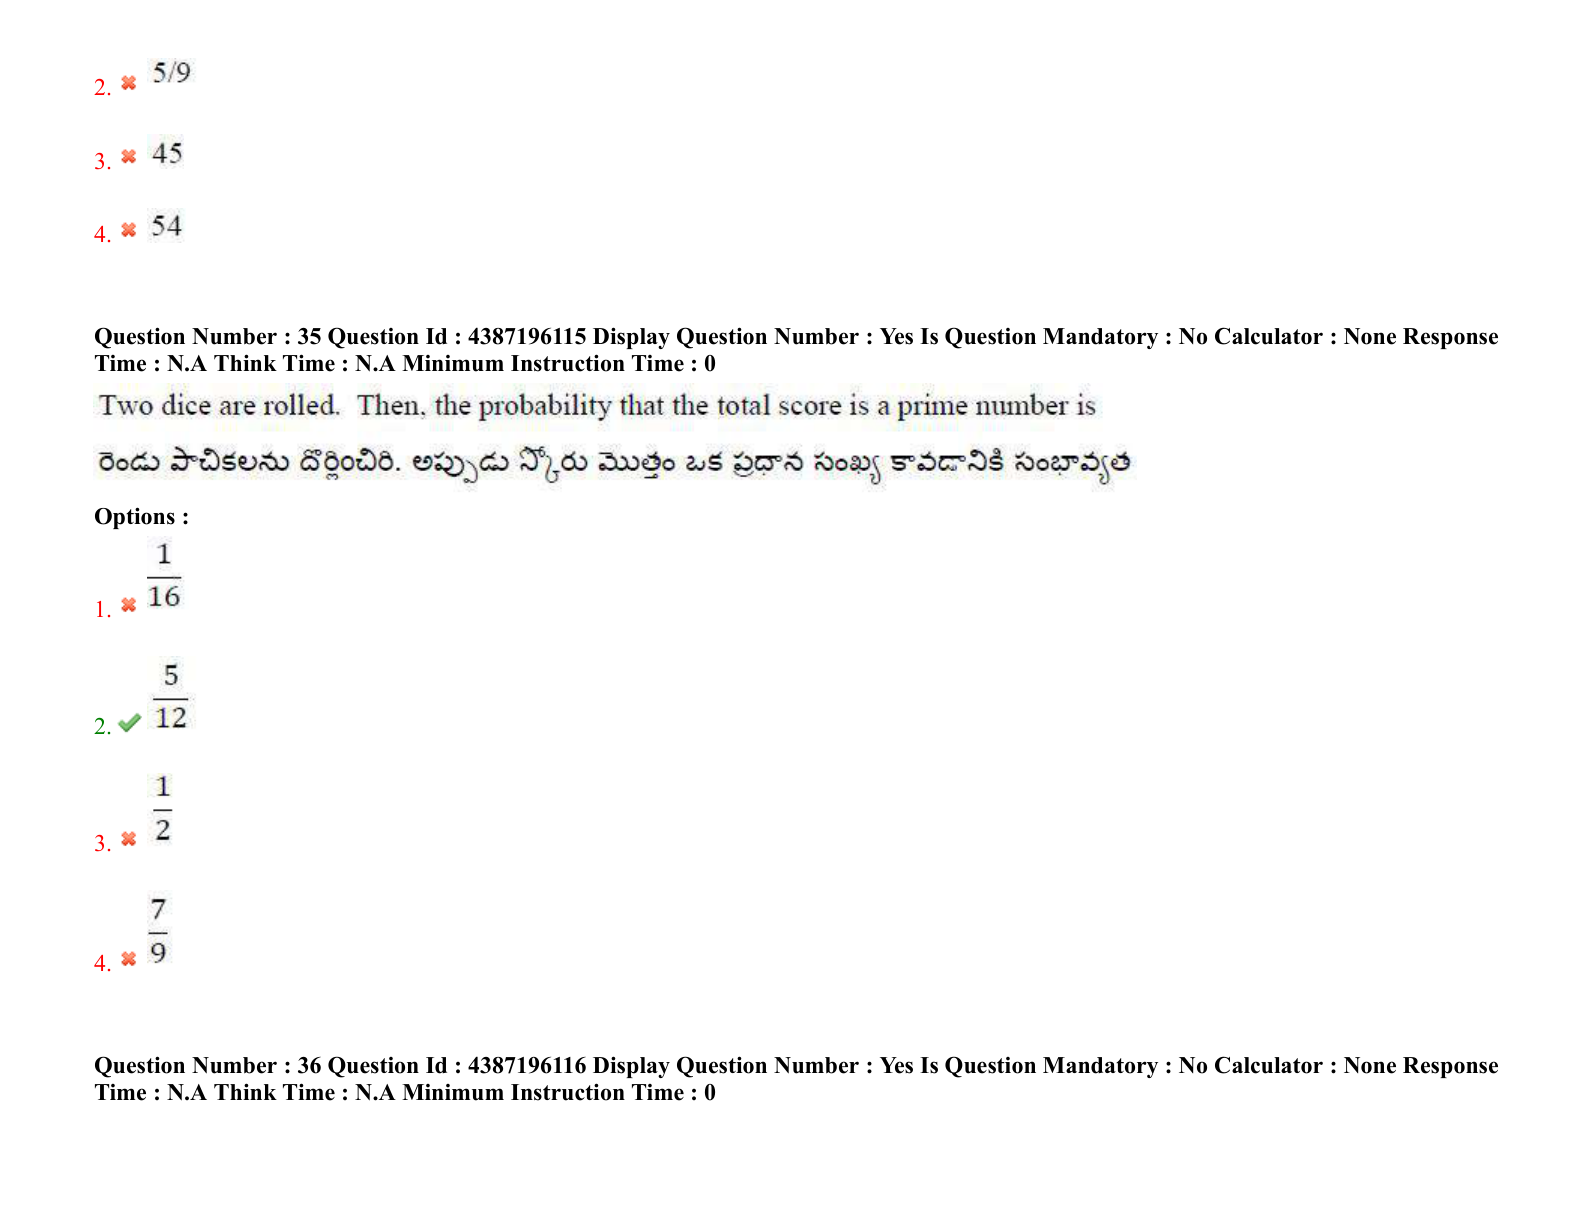 2. 5/9
3. 45
4. 54
Question Number : 35 Question Id : 4387196115 Display Question Number : Yes Is Question Mandatory : No Calculator : None Response
Time : N.A Think Time : N.A Minimum Instruction Time : 0
Two dice are rolled. Then, the probability that the total score is a prime number is
రెండు పాచికలను దొర్లించిరి. అప్పుడు స్కోరు మొత్తం ఒక ప్రధాన సంఖ్య కావడానికి సంభావ్యత
Options :
1. 1/16
2. 5/12
3. 1/2
4. 7/9
Question Number : 36 Question Id : 4387196116 Display Question Number : Yes Is Question Mandatory : No Calculator : None Response
Time : N.A Think Time : N.A Minimum Instruction Time : 0